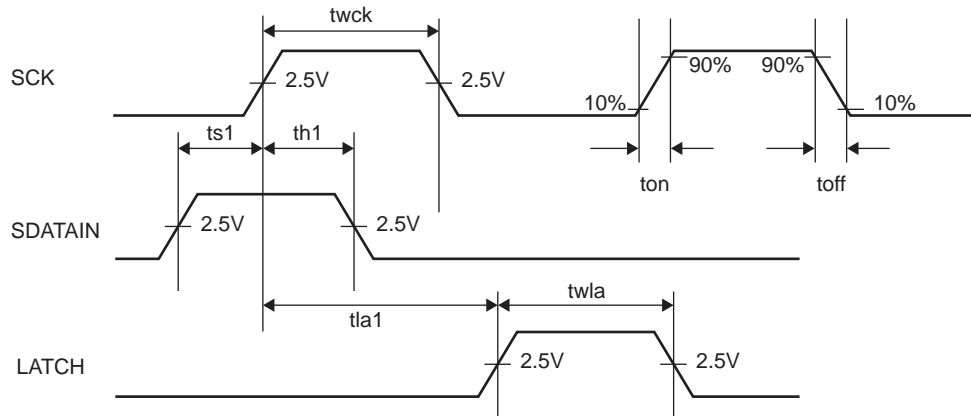 twck
SCK
2.5V
2.5V
10%
90%
90%
10%
ts1
th1
ton
toff
SDATAIN
2.5V
2.5V
tla1
twla
LATCH
2.5V
2.5V